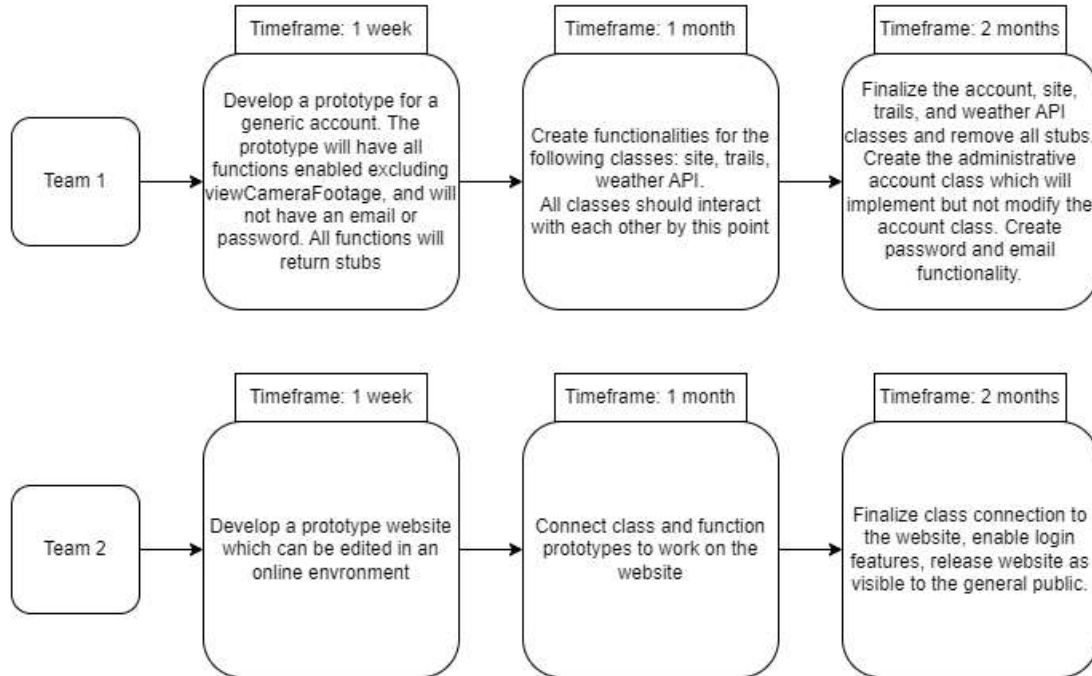 Timeframe: 1 week
Timeframe: 1 month
Timeframe: 2 months
Team 1
Develop a prototype for a
generic account. The
prototype will have all
functions enabled excluding
viewCameraFootage, and will
not have an email or
password. All functions will
return stubs
Create functionalities for the
following classes: site, trails,
weather API.
All classes should interact
with each other by this point
Finalize the account, site,
trails, and weather API
classes and remove all stubs.
Create the administrative
account class which will
implement but not modify the
account class. Create
password and email
functionality.
Timeframe: 1 week
Timeframe: 1 month
Timeframe: 2 months
Team 2
Develop a prototype website
which can be edited in an
online envronment
Connect class and function
prototypes to work on the
website
Finalize class connection to
the website, enable login
features, release website as
visible to the general public.